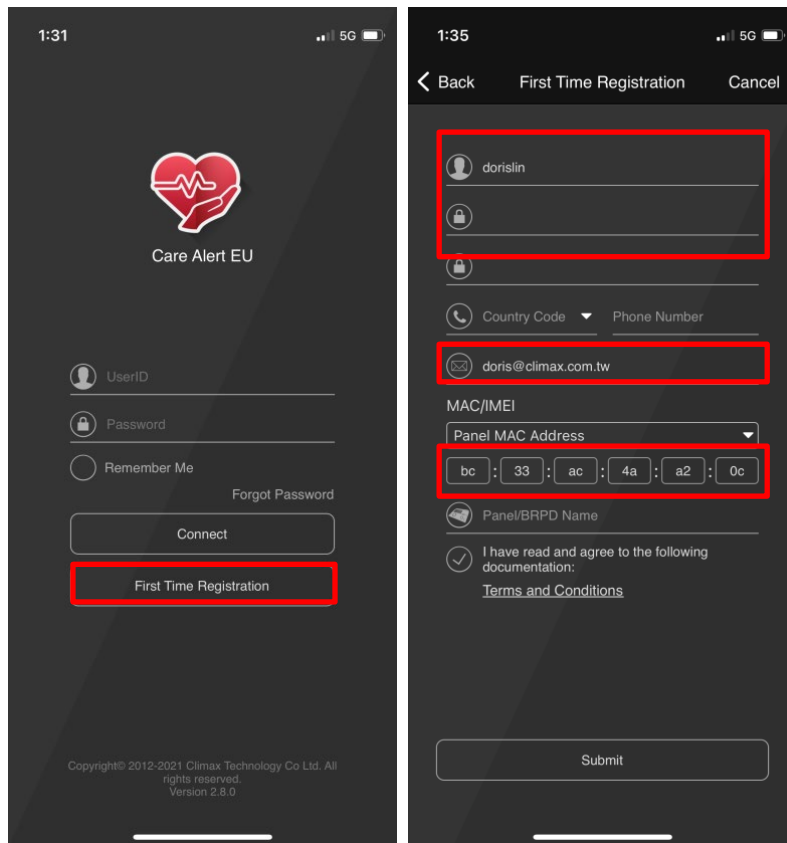 1:31
5G
Care Alert EU
UserID
Password
Remember Me
Forgot Password
Connect
First Time Registration
Copyright© 2012-2021 Climax Technology Co Ltd. All
rights reserved.
Version 2.8.0
1:35
5G
Back First Time Registration Cancel
dorislin
Country Code Phone Number
doris@climax.com.tw
MAC/IMEI
Panel MAC Address
bc : 33 : ac : 4a : a2 : 0c
Panel/BRPD Name
I have read and agree to the following
documentation:
Terms and Conditions
Submit